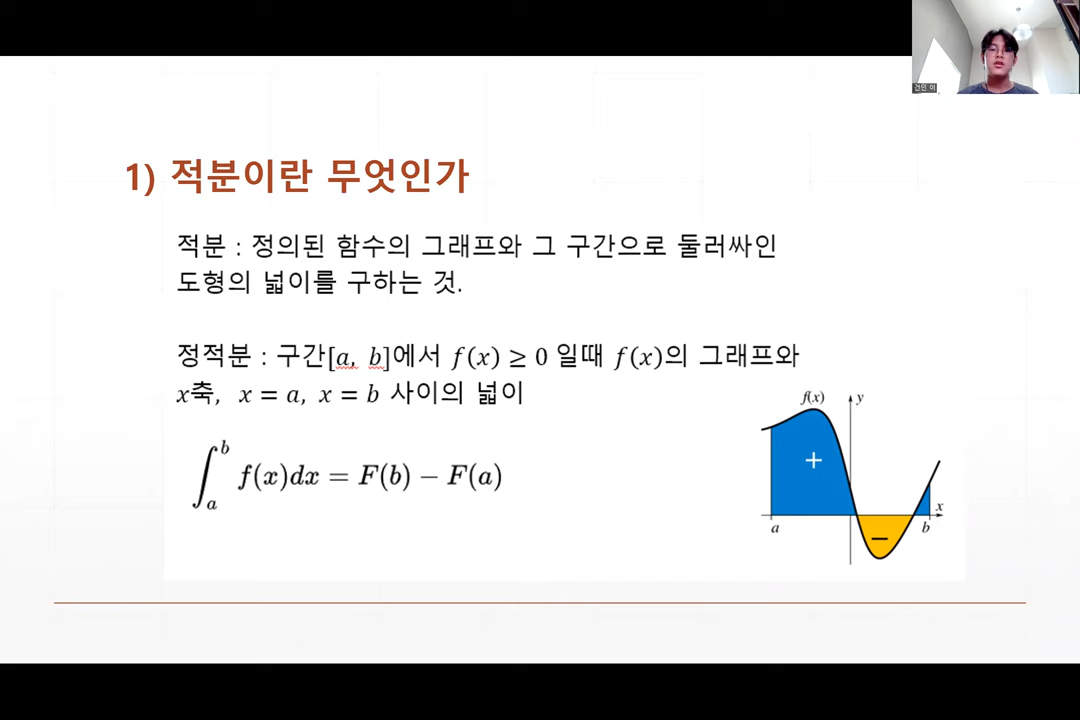 건민 이
1) 적분이란 무엇인가
적분 : 정의된 함수의 그래프와 그 구간으로 둘러싸인
도형의 넓이를 구하는 것.
정적분 : 구간[a, b]에서 f(x) ≥ 0 일때 f(x)의 그래프와
x축, x = a, x = b 사이의 넓이
∫_a^b f(x)dx = F(b) − F(a)
f(x) y
+
x
a b
−